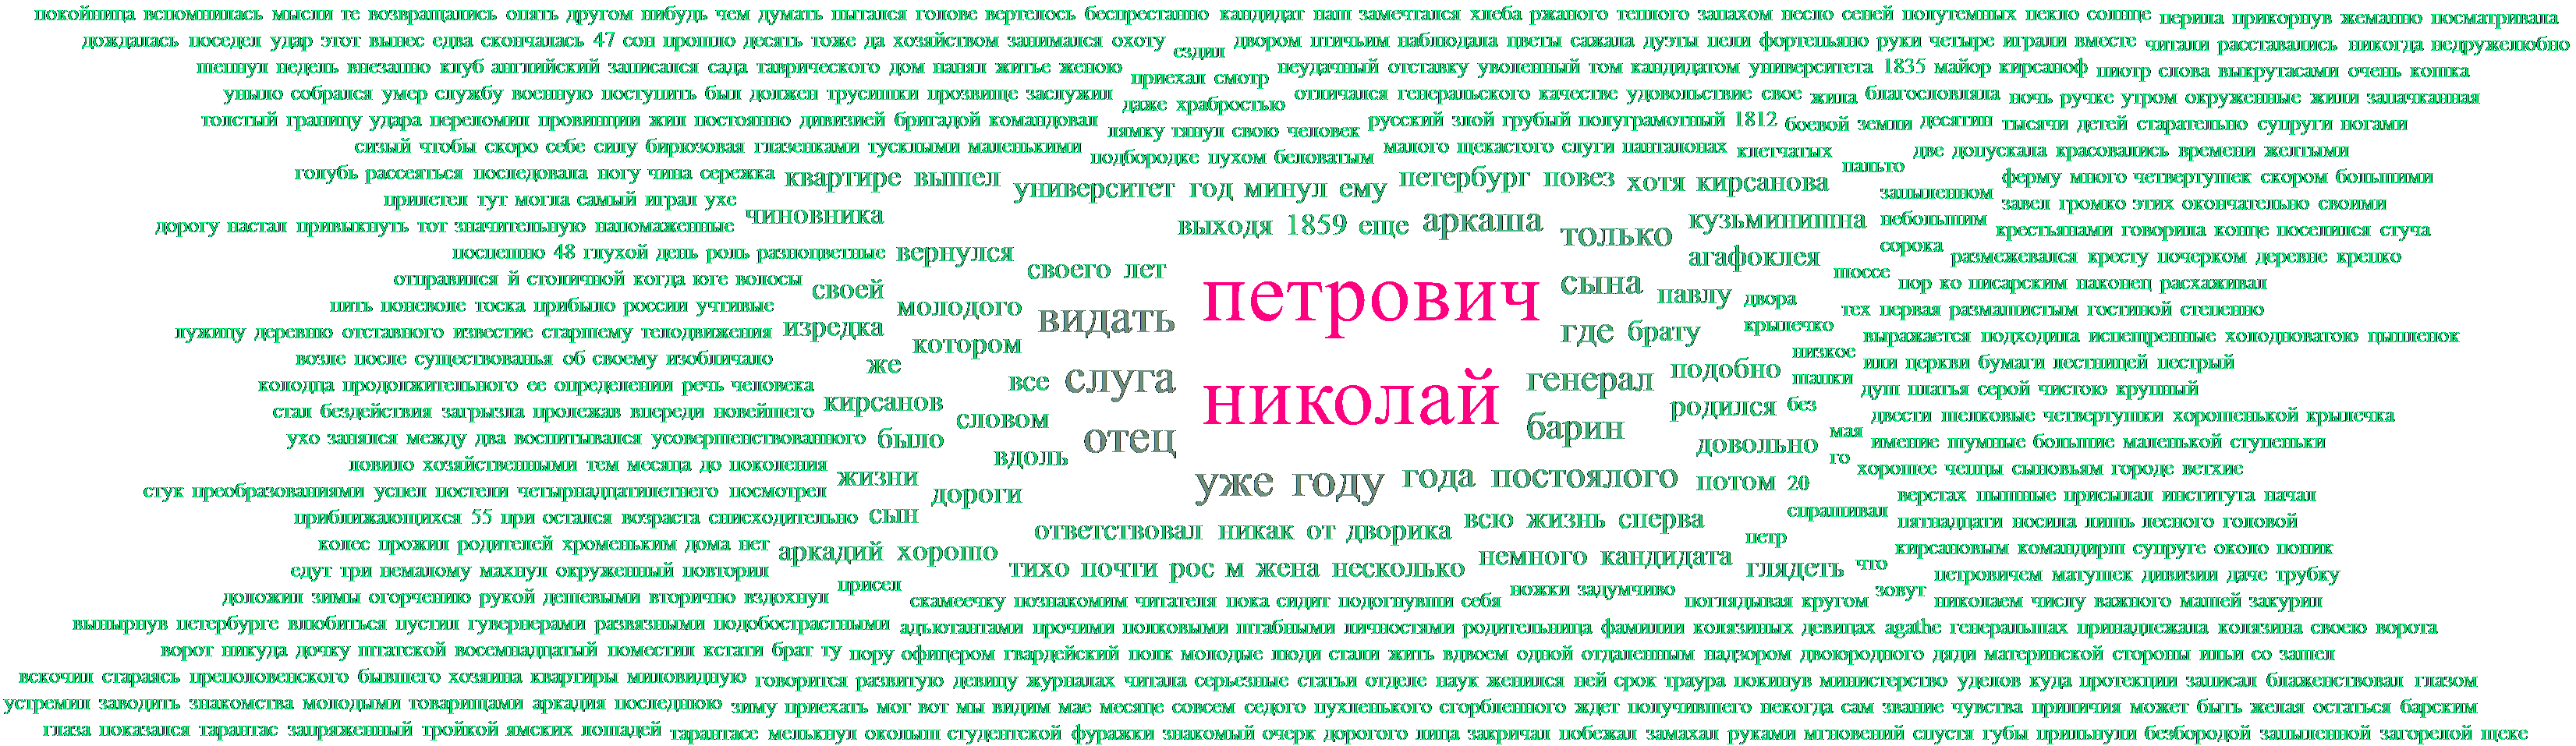 покойница вспомнилась мысли те возвращались опять другом нибудь чем думать пытался голове вертелось беспрестанно кандидат наш замечтался хлеба ржаного теплого запахом несло сеней полутемных пекло солнце перила прикорнув жеманно посматривала
дождалась поседел удар этот вынес едва скончалась 47 сон прошло десять тоже да хозяйством занимался охоту ездил двором птичьим наблюдала цветы сажала дуэты пели фортепьяно руки четыре играли вместе читали расставались никогда недружелюбно
шепнул недель внезапно клуб английский записался сада таврического дом нанял житье женою приехал смотр неудачный отставку уволенный том кандидатом университета 1835 майор кирсаноф пиотр слова выкрутасами очень кошка
уныло собрался умер службу военную поступить был должен трусишки прозвище заслужил даже храбростью отличался генеральского качестве удовольствие свое жила благословляла ночь ручке утром окруженные жили запачканная
толстый границу удара переломил провинции жил постоянно дивизией бригадой командовал лямку тянул свою человек русский злой грубый полуграмотный 1812 боевой земли десятин тысячи детей старательно супруги ногами
сизый чтобы скоро себе силу бирюзовая глазенками тусклыми маленькими подбородке пухом беловатым малого щекастого слуги панталонах клетчатых пальто две допускала красовались времени желтыми
голубь рассеяться последовала ногу чина сережка квартире вышел университет год минул ему петербург повез хотя кирсанова запыленном ферму много четвертушек скором большими
прилетел тут могла самый играл ухе чиновника выходя 1859 еще аркаша только кузьминишна небольшим завел громко этих окончательно своими
дорогу настал привыкнуть тот значительную напомаженные вернулся своего лет агафоклея сорока крестьянами говорила конце поселился стуча
поспешно 48 глухой день роль разноцветные размежевался кресту почерком деревне крепко
отправился й столичной когда юге волосы своей молодого видать петрович сына павлу двора шоссе пор ко писарским наконец расхаживал
пить поневоле тоска прибыло россии учтивые изредка где брату крылечко тех первая размашистым гостиной степенно
лужицу деревню отставного известие старшему телодвижения котором выражается подходила испещренные холодноватою цыпленок
возле после существованья об своему изобличало же все слуга николай генерал подобно низкое или церкви бумаги лестницей пестрый
колодца продолжительного ее определении речь человека кирсанов словом барин родился шапки душ платья серой чистою крупный
стал бездействия загрызла пролежав впереди новейшего без двести шелковые четвертушки хорошенькой крылечка
ухо занялся между два воспитывался усовершенствованного было вдоль отец довольно мая имение шумные большие маленькой ступеньки
ловило хозяйственными тем месяца до поколения жизни уже году года постоялого потом 20 го хорошее чепцы сыновьям городе ветхие
стук преобразованиями успел постели четырнадцатилетнего посмотрел дороги верстах пышные присылал института начал
приближающихся 55 при остался возраста снисходительно сын ответствовал никак от дворика всю жизнь сперва спрашивал пятнадцати носила лишь лесного головой
колес прожил родителей хроменьким дома нет аркадий хорошо немного кандидата петр кирсановым командирш супруге около поник
едут три немалому махнул окруженный повторил присел тихо почти рос м жена несколько глядеть что петровичем матушек дивизии даче трубку
доложил зимы огорчению рукой дешевыми вторично вздохнул скамеечку познакомим читателя пока сидит подогнувши себя ножки задумчиво поглядывая кругом зовут николаем числу важного машей закурил
вынырнув петербурге влюбиться пустил гувернерами развязными подобострастными адъютантами прочими полковыми штабными личностями родительница фамилии колязиных девицах agathe генеральшах принадлежала колязина своею ворота
ворот никуда дочку штатской восемнадцатый поместил кстати брат ту пору офицером гвардейский полк молодые люди стали жить вдвоем одной отдаленным надзором двоюродного дяди материнской стороны ильи со зашел
вскочил стараясь преполовенского бывшего хозяина квартиры миловидную говорится развитую девицу журналах читала серьезные статьи отделе наук женился ней срок траура покинув министерство уделов куда протекции записал блаженствовал глазом
устремил заводить знакомства молодыми товарищами аркадия последнюю зиму приехать мог вот мы видим мае месяце совсем седого пухленького сгорбленного ждет получившего некогда сам звание чувства приличия может быть желая остаться барским
глаза показался тарантас запряженный тройкой ямских лошадей тарантасе мелькнул околыш студентской фуражки знакомый очерк дорогого лица закричал побежал замахал руками мгновений спустя губы прильнули безбородой запыленной загорелой щеке